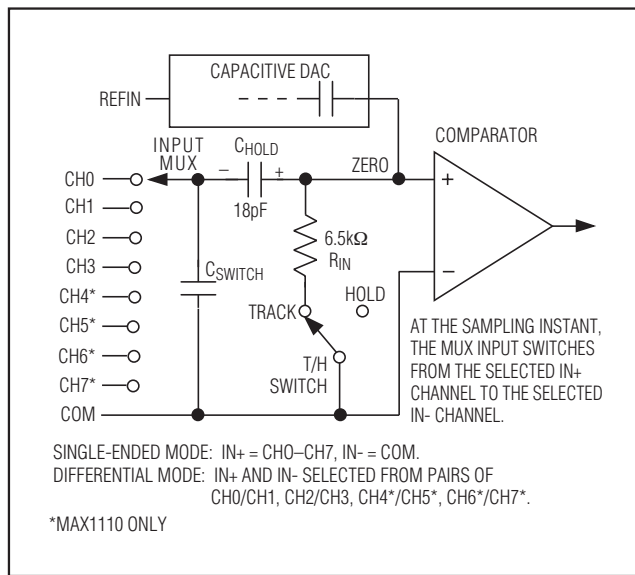 CAPACITIVE DAC
REFIN
COMPARATOR
INPUT
MUX
CHOLD
ZERO
− +
+
CH0
CH1
18pF
6.5kΩ
RIN
CH2
CH3
CSWITCH
−
HOLD
CH4*
TRACK
CH5*
CH6*
CH7*
T/H
SWITCH
COM
AT THE SAMPLING INSTANT,
THE MUX INPUT SWITCHES
FROM THE SELECTED IN+
CHANNEL TO THE SELECTED
IN- CHANNEL.
SINGLE-ENDED MODE: IN+ = CHO–CH7, IN- = COM.
DIFFERENTIAL MODE: IN+ AND IN- SELECTED FROM PAIRS OF
CH0/CH1, CH2/CH3, CH4*/CH5*, CH6*/CH7*.
*MAX1110 ONLY